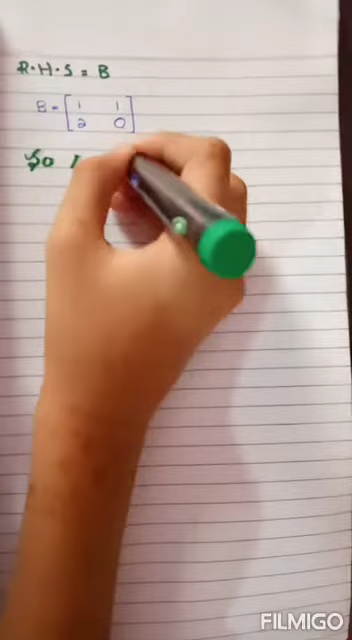 R.H.S = B
B = [ 1 1
2 0 ]
So
FILMIGO